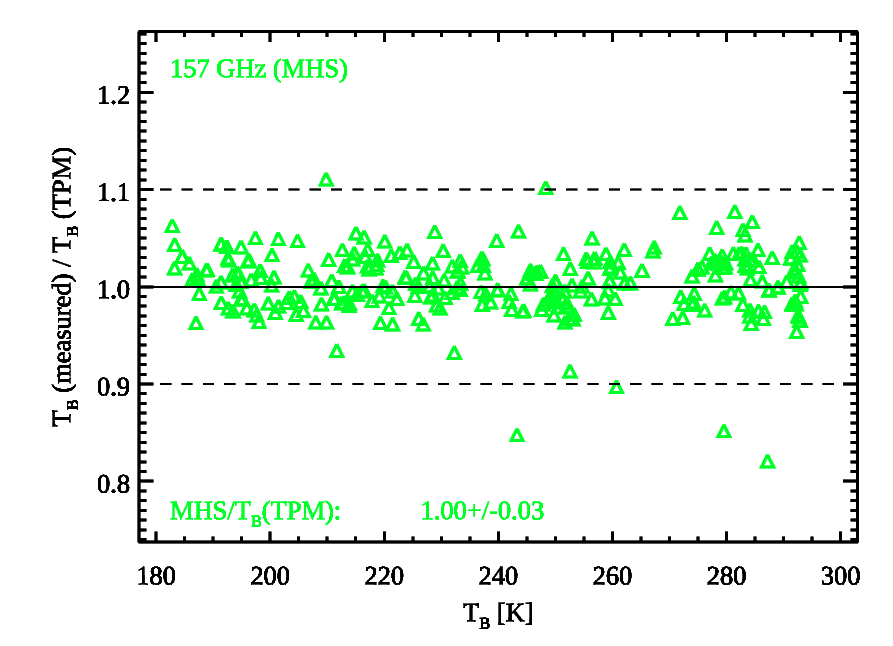 157 GHz (MHS)
1.2
1.1
1.0
0.9
0.8
T_B (measured) / T_B (TPM)
MHS/T_B(TPM): 1.00+/-0.03
180 200 220 240 260 280 300
T_B [K]